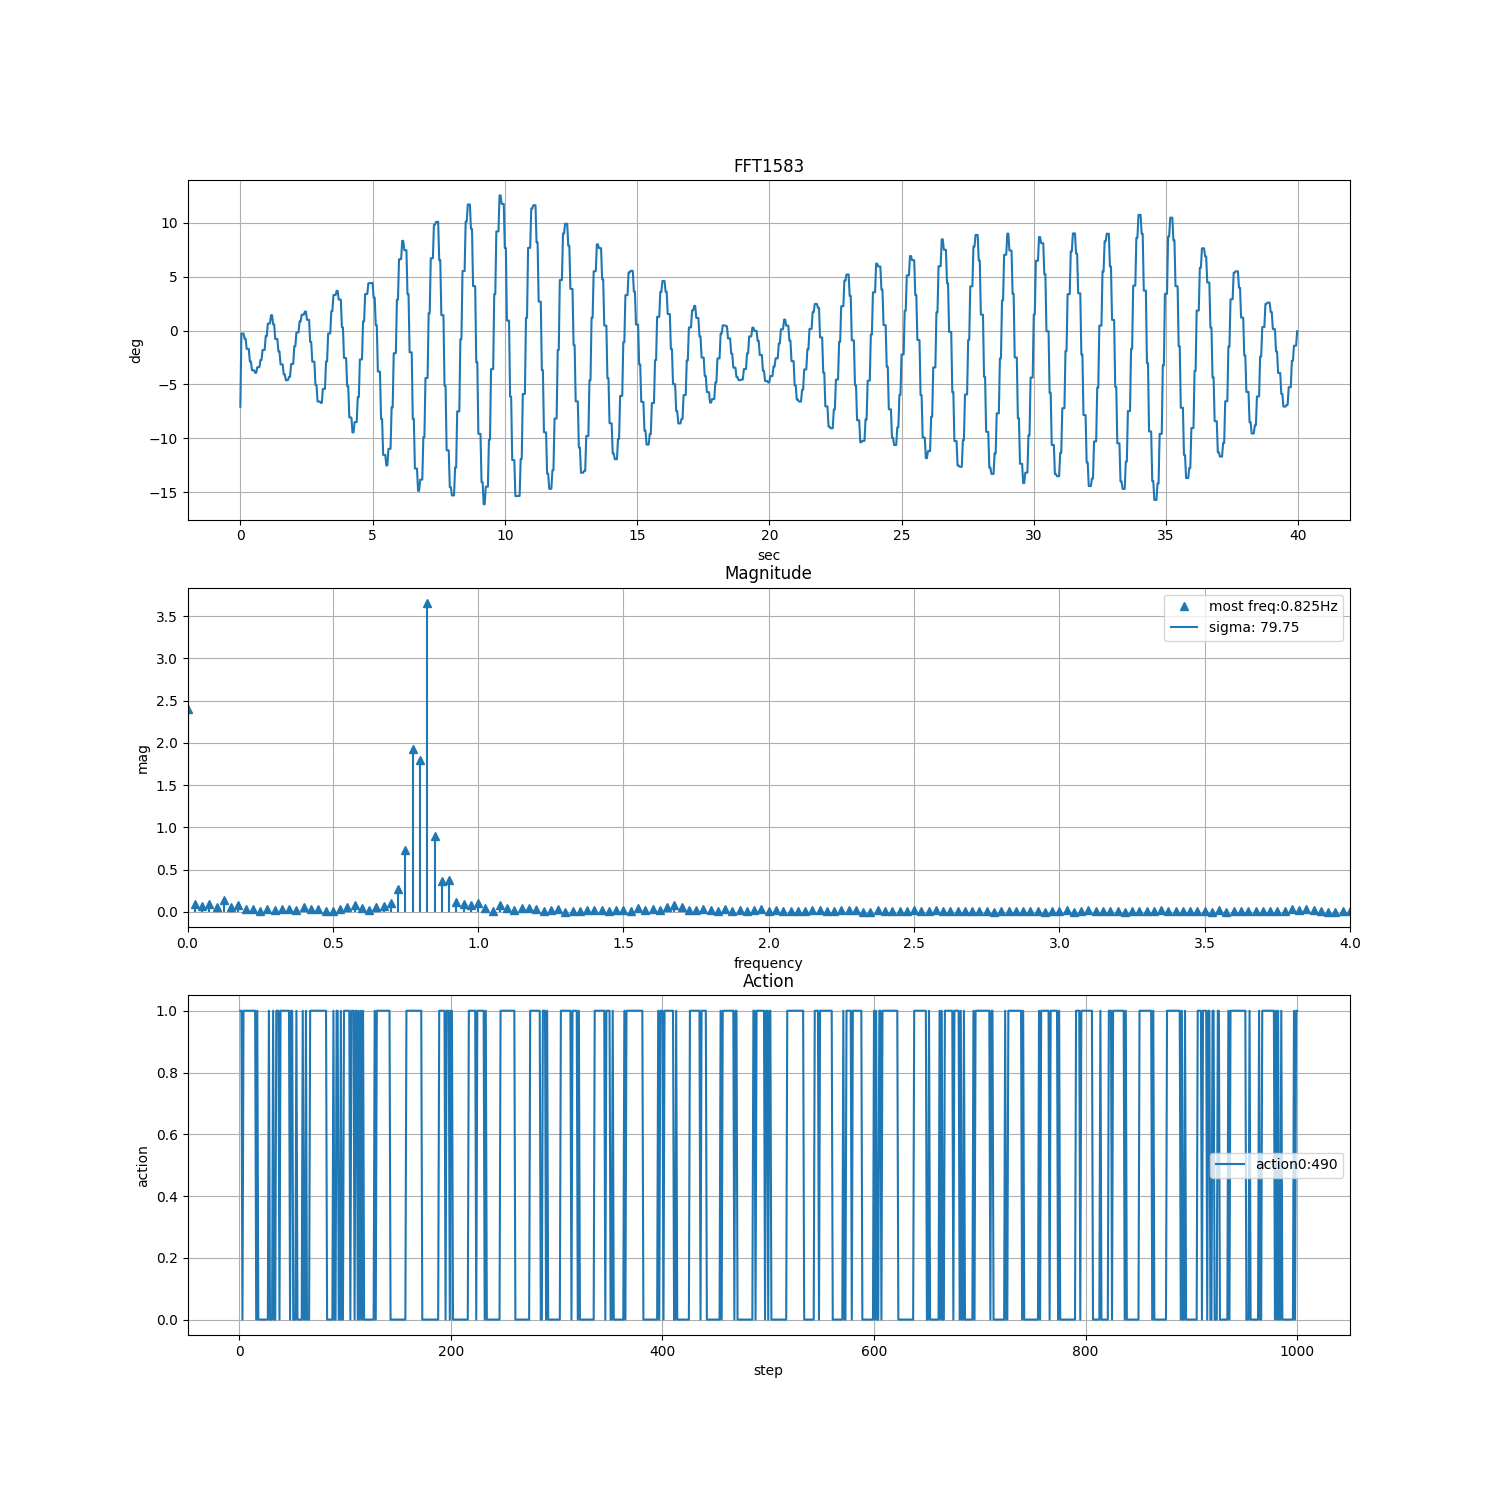 FFT1583
10
5
0
−5
−10
−15
deg
0 5 10 15 20 25 30 35 40
sec
Magnitude
3.5
3.0
2.5
2.0
1.5
1.0
0.5
0.0
mag
most freq:0.825Hz
sigma: 79.75
0.0 0.5 1.0 1.5 2.0 2.5 3.0 3.5 4.0
frequency
Action
1.0
0.8
0.6
0.4
0.2
0.0
action
action0:490
0 200 400 600 800 1000
step